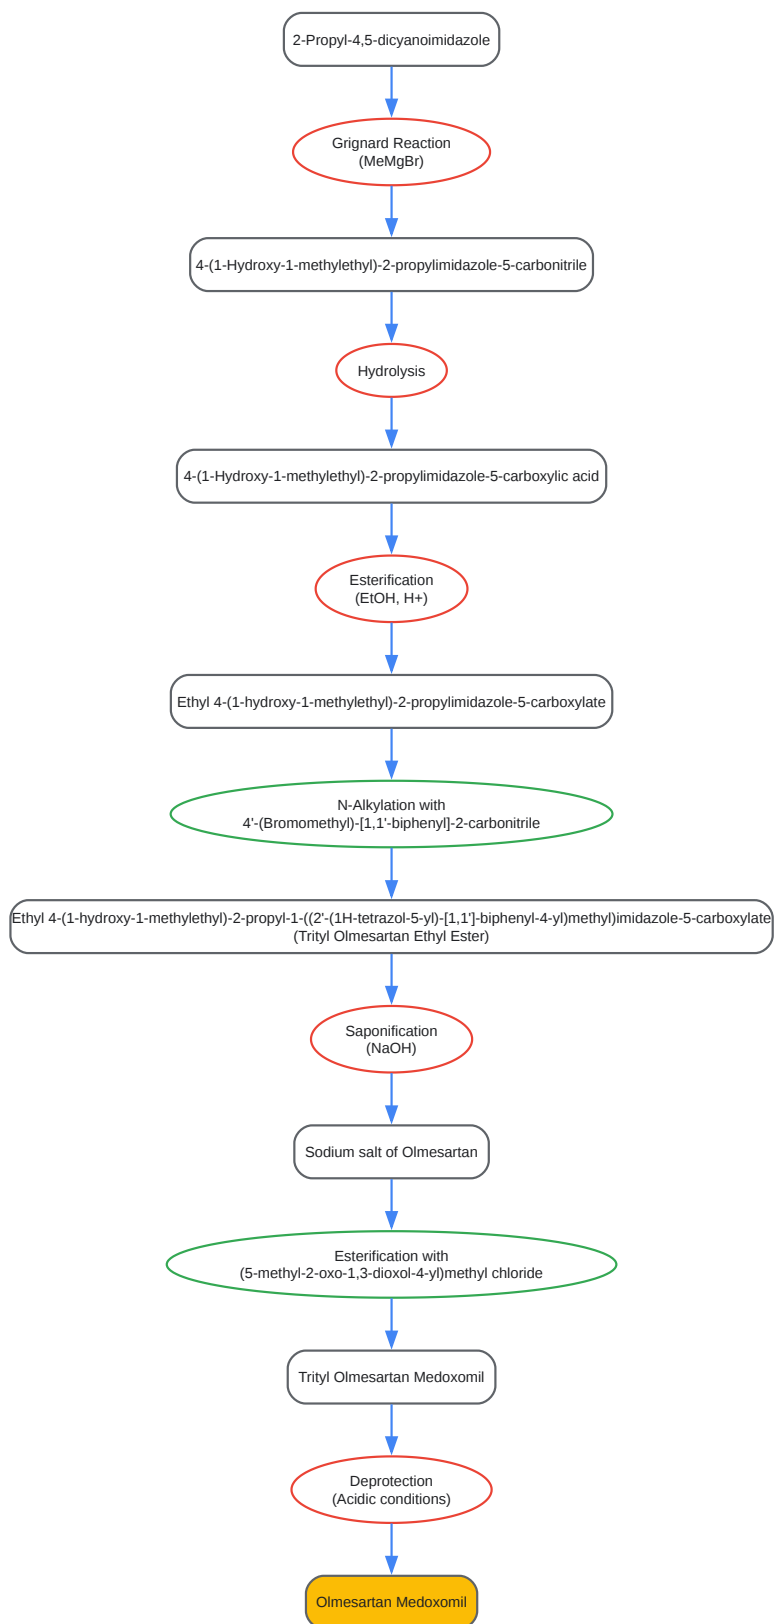 2-Propyl-4,5-dicyanoimidazole
Grignard Reaction
(MeMgBr)
4-(1-Hydroxy-1-methylethyl)-2-propylimidazole-5-carbonitrile
Hydrolysis
4-(1-Hydroxy-1-methylethyl)-2-propylimidazole-5-carboxylic acid
Esterification
(EtOH, H+)
Ethyl 4-(1-hydroxy-1-methylethyl)-2-propylimidazole-5-carboxylate
N-Alkylation with
4'-(Bromomethyl)-[1,1'-biphenyl]-2-carbonitrile
Ethyl 4-(1-hydroxy-1-methylethyl)-2-propyl-1-((2'-(1H-tetrazol-5-yl)-[1,1']-biphenyl-4-yl)methyl)imidazole-5-carboxylate
(Trityl Olmesartan Ethyl Ester)
Saponification
(NaOH)
Sodium salt of Olmesartan
Esterification with
(5-methyl-2-oxo-1,3-dioxol-4-yl)methyl chloride
Trityl Olmesartan Medoxomil
Deprotection
(Acidic conditions)
Olmesartan Medoxomil